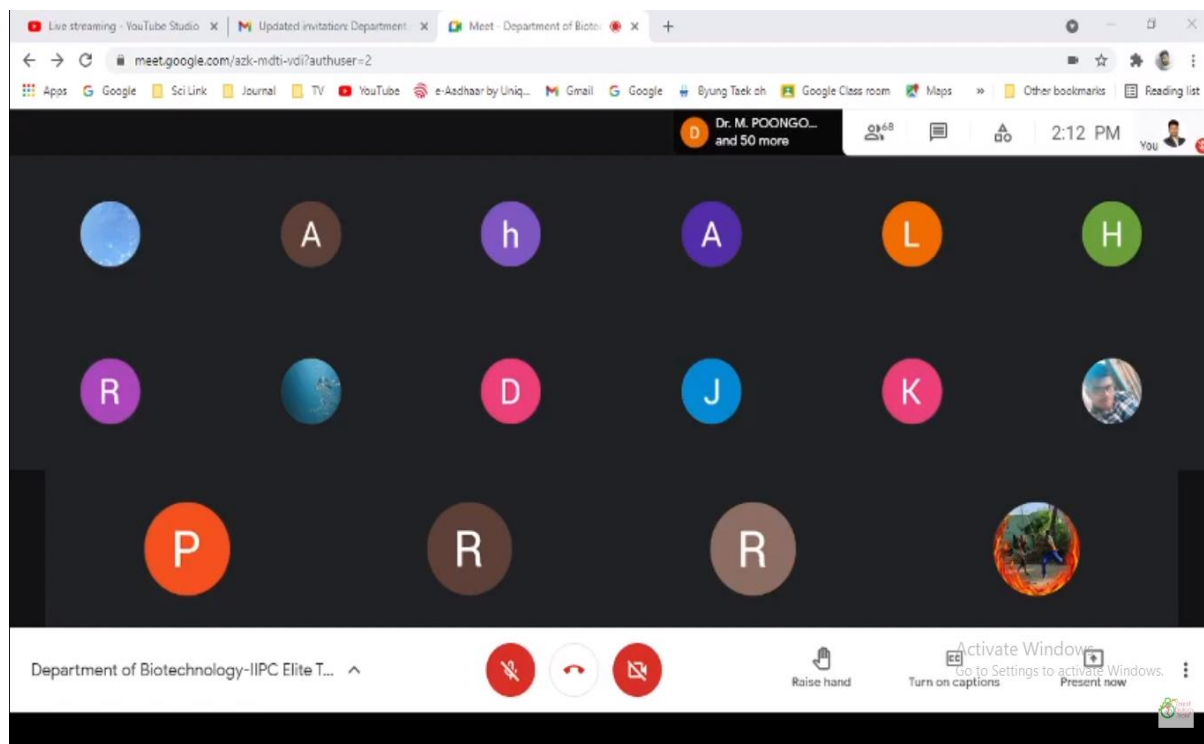 Live streaming - YouTube Studio
Updated invitation: Department
Meet - Department of Biotec
meet.google.com/azk-mdti-vdi?authuser=2
Apps Google Sci Link Journal TV YouTube e-Aadhaar by Uniq... Gmail Google Byung Taek oh Google Class room Maps » Other bookmarks Reading list
D Dr. M. POONGO... 68 2:12 PM You
and 50 more
A h A L H
R D J K
P R R
Department of Biotechnology-IIPC Elite T...
Raise hand
CC Turn on captions
Present now
Activate Windows
Go to Settings to activate Windows.